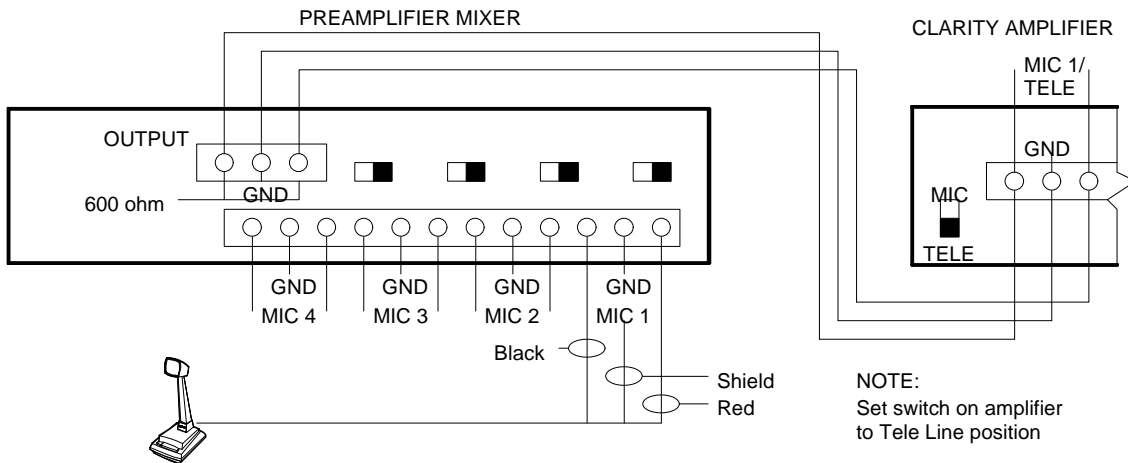 PREAMPLIFIER MIXER
CLARITY AMPLIFIER
MIC 1/
TELE
OUTPUT
GND
600 ohm
GND
MIC
TELE
GND GND GND GND
MIC 4 MIC 3 MIC 2 MIC 1
Black
Shield
Red
NOTE:
Set switch on amplifier
to Tele Line position